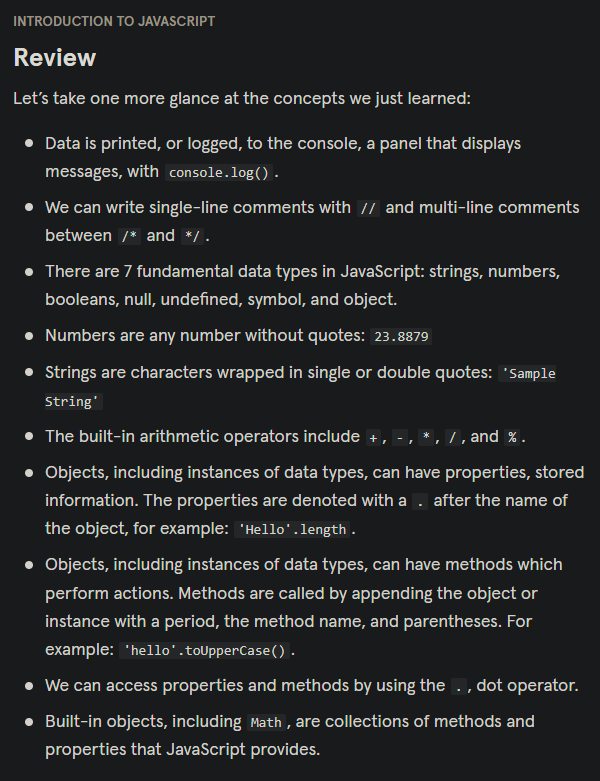 INTRODUCTION TO JAVASCRIPT
Review
Let's take one more glance at the concepts we just learned:
• Data is printed, or logged, to the console, a panel that displays
messages, with console.log().
• We can write single-line comments with // and multi-line comments
between /* and */.
• There are 7 fundamental data types in JavaScript: strings, numbers,
booleans, null, undefined, symbol, and object.
• Numbers are any number without quotes: 23.8879
• Strings are characters wrapped in single or double quotes: 'Sample
String'
• The built-in arithmetic operators include +, -, *, /, and %.
• Objects, including instances of data types, can have properties, stored
information. The properties are denoted with a . after the name of
the object, for example: 'Hello'.length.
• Objects, including instances of data types, can have methods which
perform actions. Methods are called by appending the object or
instance with a period, the method name, and parentheses. For
example: 'hello'.toUpperCase().
• We can access properties and methods by using the ., dot operator.
• Built-in objects, including Math, are collections of methods and
properties that JavaScript provides.